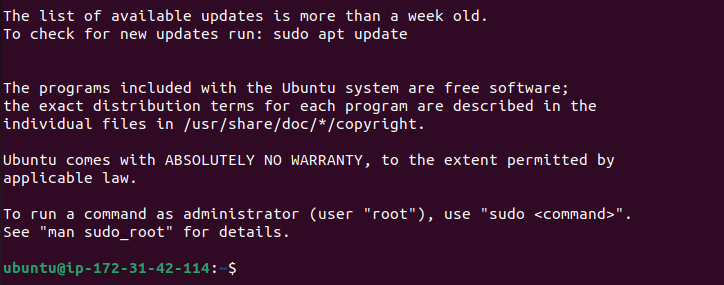 The list of available updates is more than a week old.
To check for new updates run: sudo apt update
The programs included with the Ubuntu system are free software;
the exact distribution terms for each program are described in the
individual files in /usr/share/doc/*/copyright.
Ubuntu comes with ABSOLUTELY NO WARRANTY, to the extent permitted by
applicable law.
To run a command as administrator (user "root"), use "sudo <command>".
See "man sudo_root" for details.
ubuntu@ip-172-31-42-114:~$